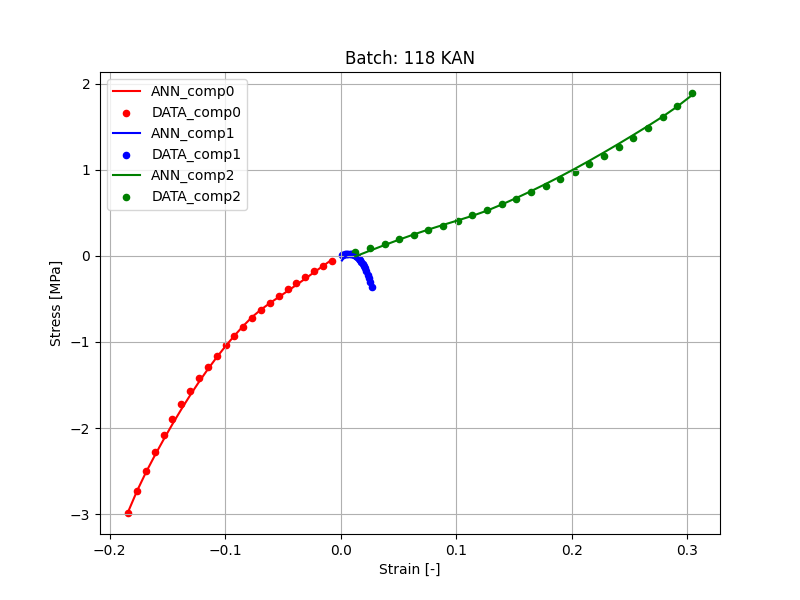 Batch: 118 KAN
ANN_comp0
DATA_comp0
ANN_comp1
DATA_comp1
ANN_comp2
DATA_comp2
2
1
0
−1
−2
−3
Stress [MPa]
−0.2 −0.1 0.0 0.1 0.2 0.3
Strain [-]